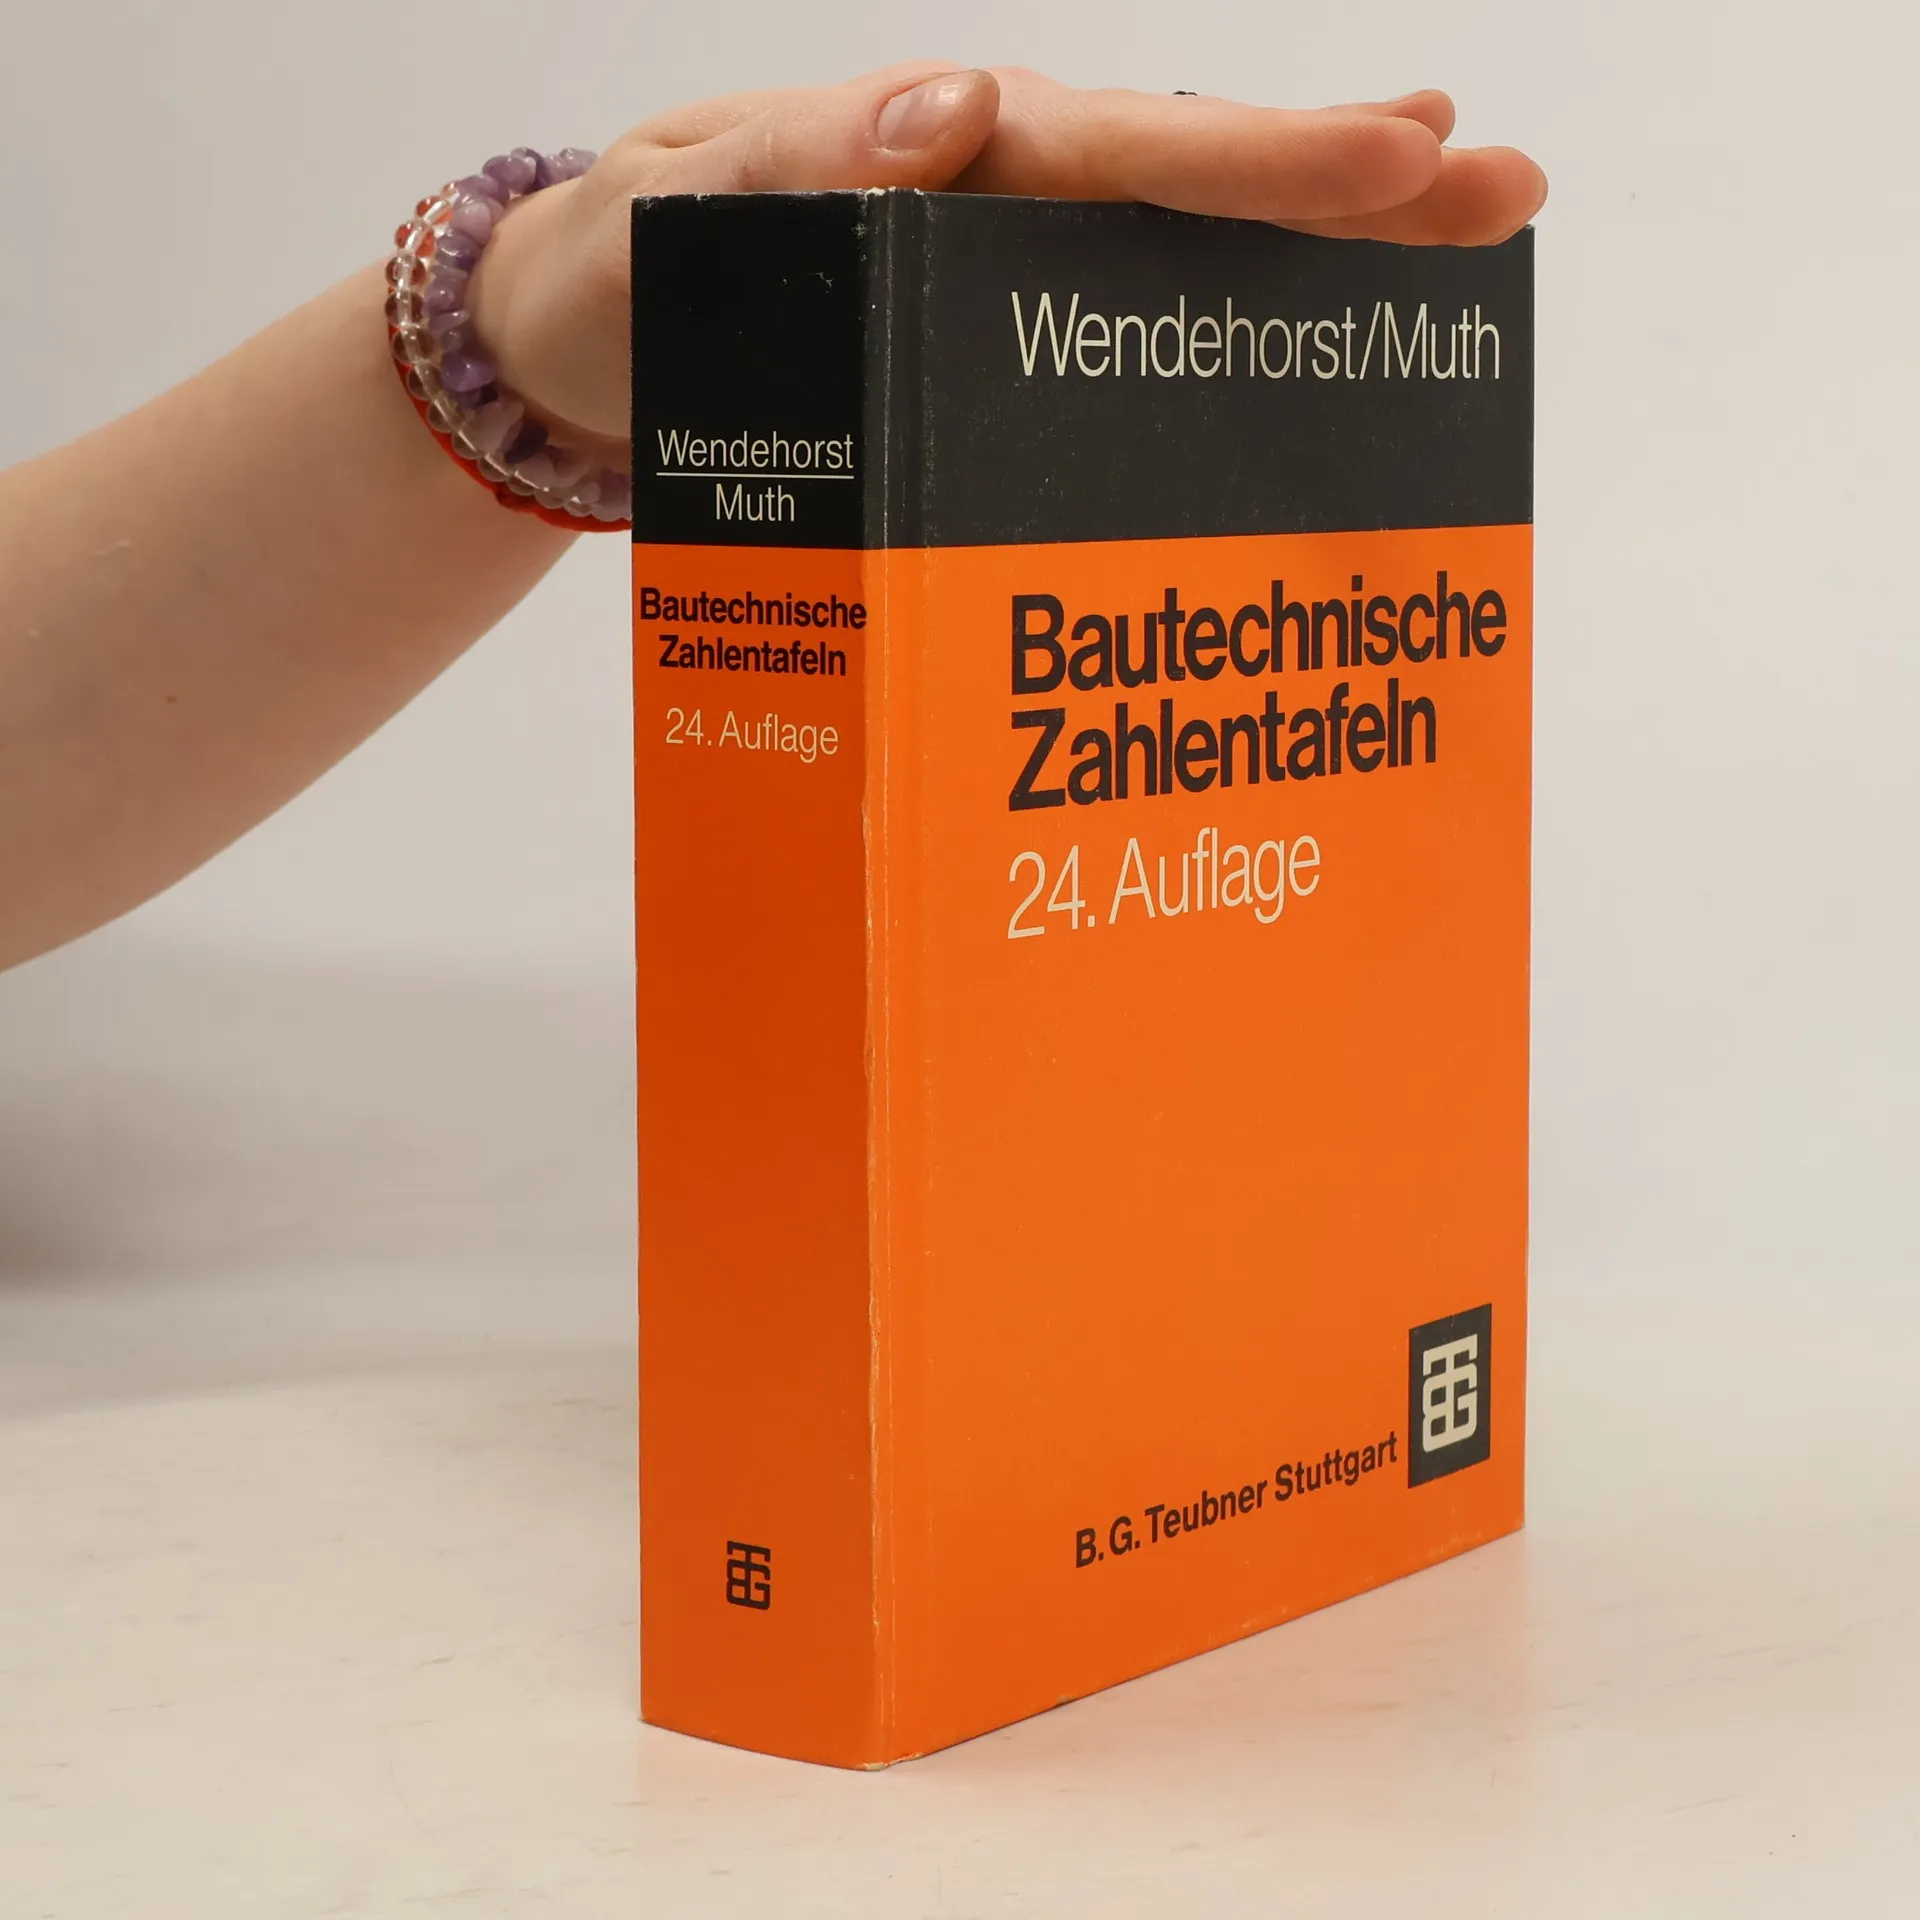 Wendehorst
Muth
Bautechnische
Zahlentafeln
24. Auflage
Wendehorst/Muth
Bautechnische
Zahlentafeln
24. Auflage
B. G. Teubner Stuttgart